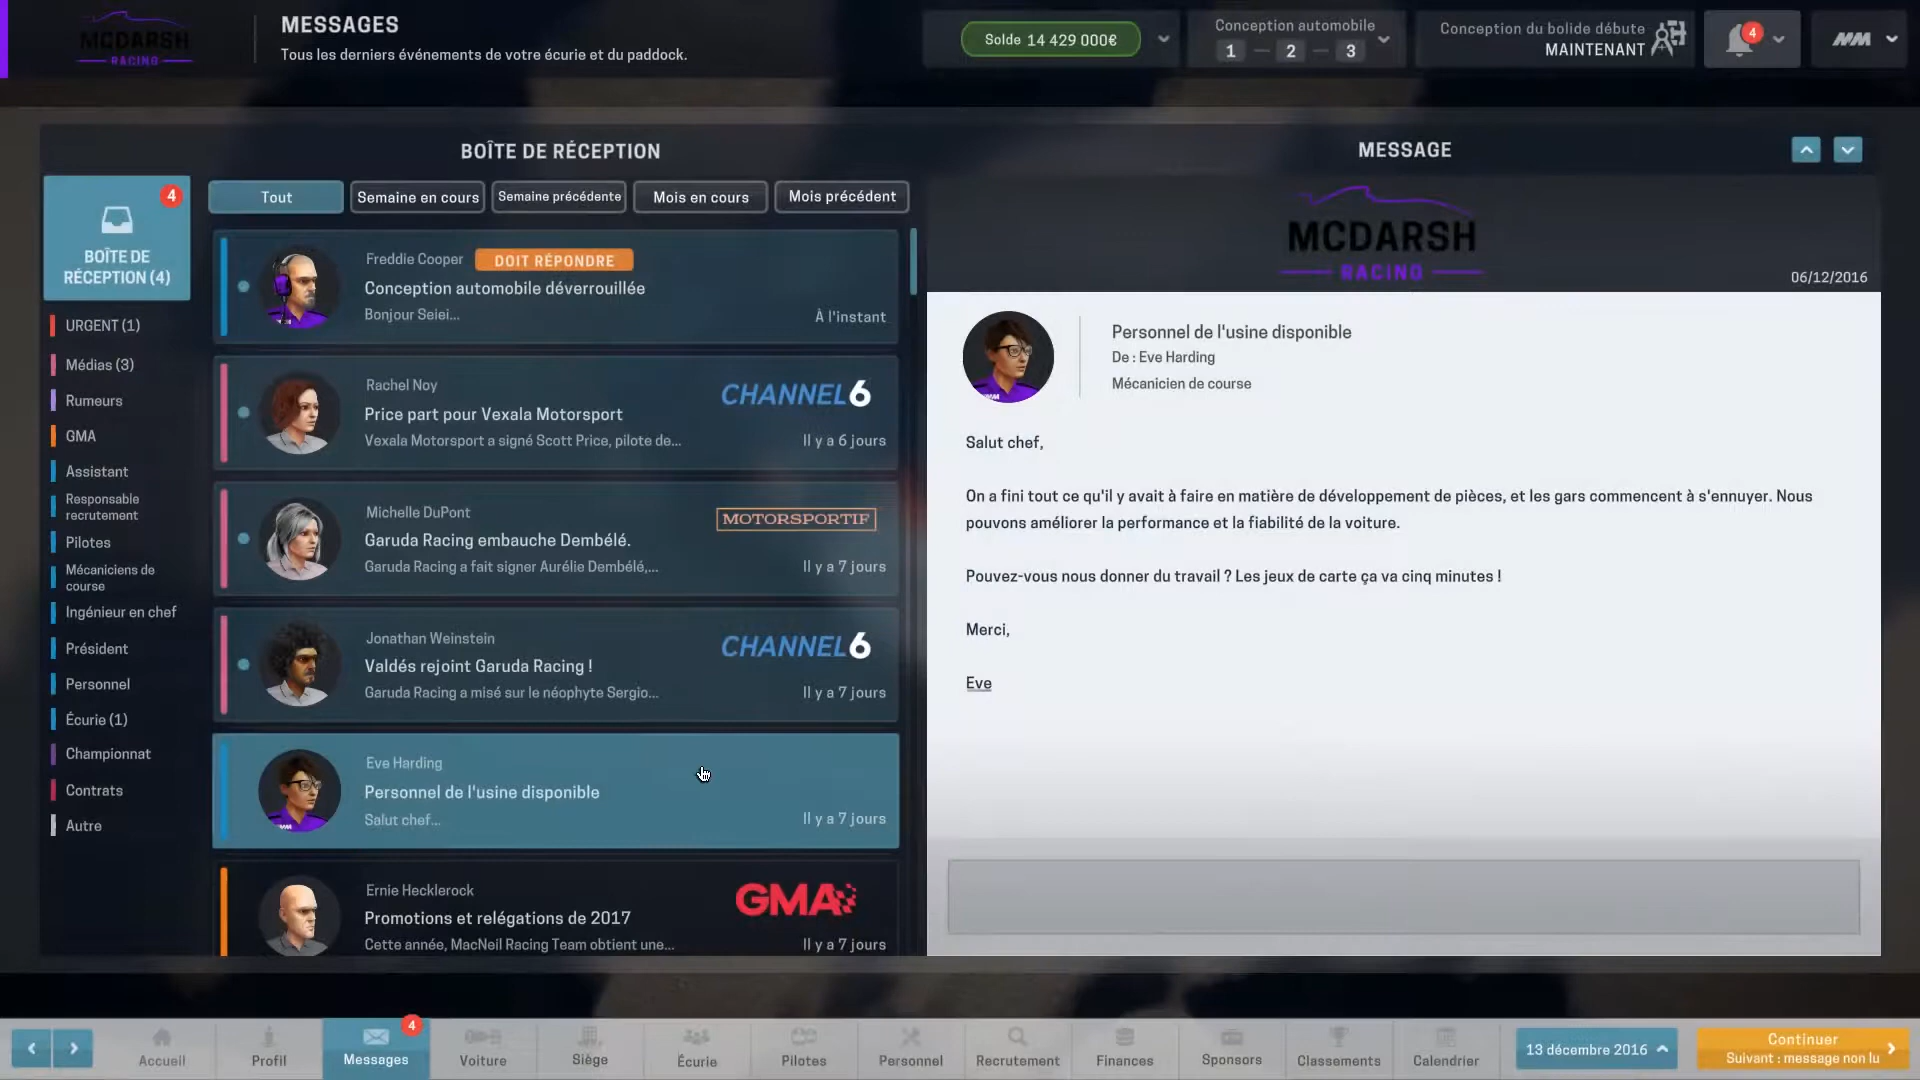 MCDARSH
RACING
MESSAGES
Tous les derniers événements de votre écurie et du paddock.
Solde 14 429 000€
Conception automobile
1 — 2 — 3
Conception du bolide débute
MAINTENANT
4
BOÎTE DE RÉCEPTION
MESSAGE
4
BOÎTE DE
RÉCEPTION (4)
URGENT (1)
Médias (3)
Rumeurs
GMA
Assistant
Responsable
recrutement
Pilotes
Mécaniciens de
course
Ingénieur en chef
Président
Personnel
Écurie (1)
Championnat
Contrats
Autre
Tout
Semaine en cours
Semaine précédente
Mois en cours
Mois précédent
Freddie Cooper
DOIT RÉPONDRE
Conception automobile déverrouillée
Bonjour Seiei...
À l'instant
Rachel Noy
CHANNEL6
Price part pour Vexala Motorsport
Vexala Motorsport a signé Scott Price, pilote de...
Il y a 6 jours
Michelle DuPont
MOTORSPORTIF
Garuda Racing embauche Dembélé.
Garuda Racing a fait signer Aurélie Dembélé,...
Il y a 7 jours
Jonathan Weinstein
CHANNEL6
Valdés rejoint Garuda Racing !
Garuda Racing a misé sur le néophyte Sergio...
Il y a 7 jours
Eve Harding
Personnel de l'usine disponible
Salut chef...
Il y a 7 jours
Ernie Hecklerock
GMA
Promotions et relégations de 2017
Cette année, MacNeil Racing Team obtient une...
Il y a 7 jours
MCDARSH
RACING
06/12/2016
Personnel de l'usine disponible
De : Eve Harding
Mécanicien de course
Salut chef,
On a fini tout ce qu'il y avait à faire en matière de développement de pièces, et les gars commencent à s'ennuyer. Nous
pouvons améliorer la performance et la fiabilité de la voiture.
Pouvez-vous nous donner du travail ? Les jeux de carte ça va cinq minutes !
Merci,
Eve
Accueil
Profil
4
Messages
Voiture
Siège
Écurie
Pilotes
Personnel
Recrutement
Finances
Sponsors
Classements
Calendrier
13 décembre 2016
Continuer
Suivant : message non lu